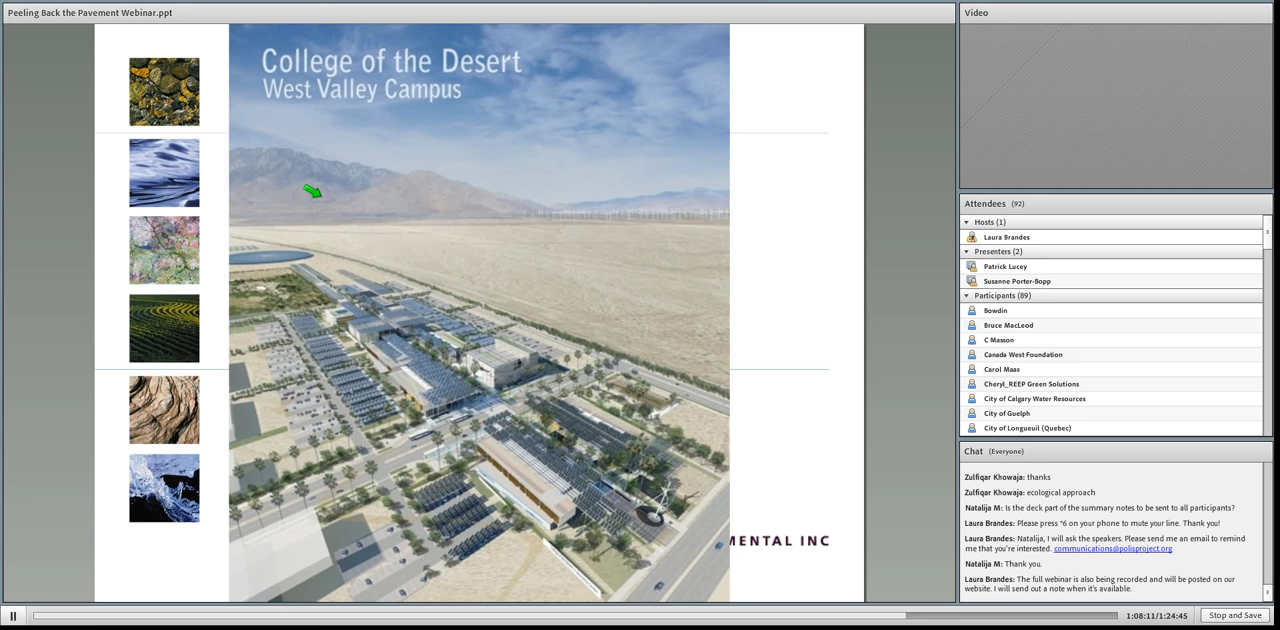 Peeling Back the Pavement Webinar.ppt
College of the Desert
West Valley Campus
MENTAL INC
Video
Attendees (92)
Hosts (1)
Laura Brandes
Presenters (2)
Patrick Lucey
Susanne Porter-Bopp
Participants (89)
Bowdin
Bruce MacLeod
C Masson
Canada West Foundation
Carol Maas
Cheryl_REEP Green Solutions
City of Calgary Water Resources
City of Guelph
City of Longueuil (Quebec)
Chat (Everyone)
Zulfiqar Khowaja: thanks
Zulfiqar Khowaja: ecological approach
Natalija M: Is the deck part of the summary notes to be sent to all participants?
Laura Brandes: Please press *6 on your phone to mute your line. Thank you!
Laura Brandes: Natalija, I will ask the speakers. Please send me an email to remind
me that you're interested. communications@polisproject.org
Natalija M: Thank you.
Laura Brandes: The full webinar is also being recorded and will be posted on our
website. I will send out a note when it's available.
1:08:11/1:24:45
Stop and Save